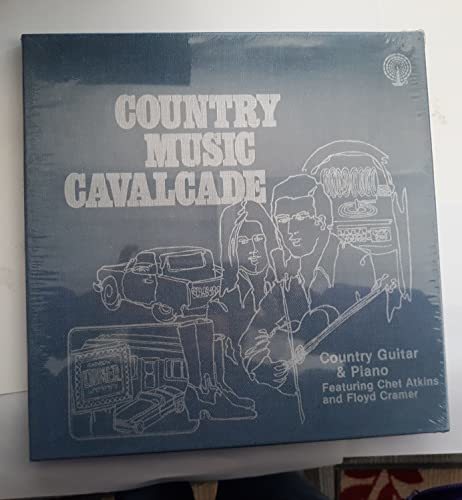 COUNTRY
MUSIC
CAVALCADE
Country Guitar
& Piano
Featuring Chet Atkins
and Floyd Cramer